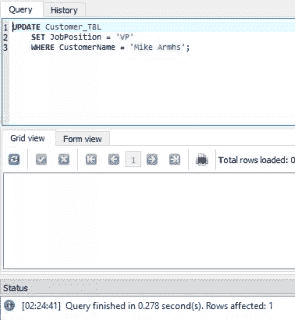 Query History
1 UPDATE Customer_TBL
2 SET JobPosition = 'VP'
3 WHERE CustomerName = 'Mike Armhs';
Grid view Form view
1 Total rows loaded: 0
Status
[02:24:41] Query finished in 0.278 second(s). Rows affected: 1